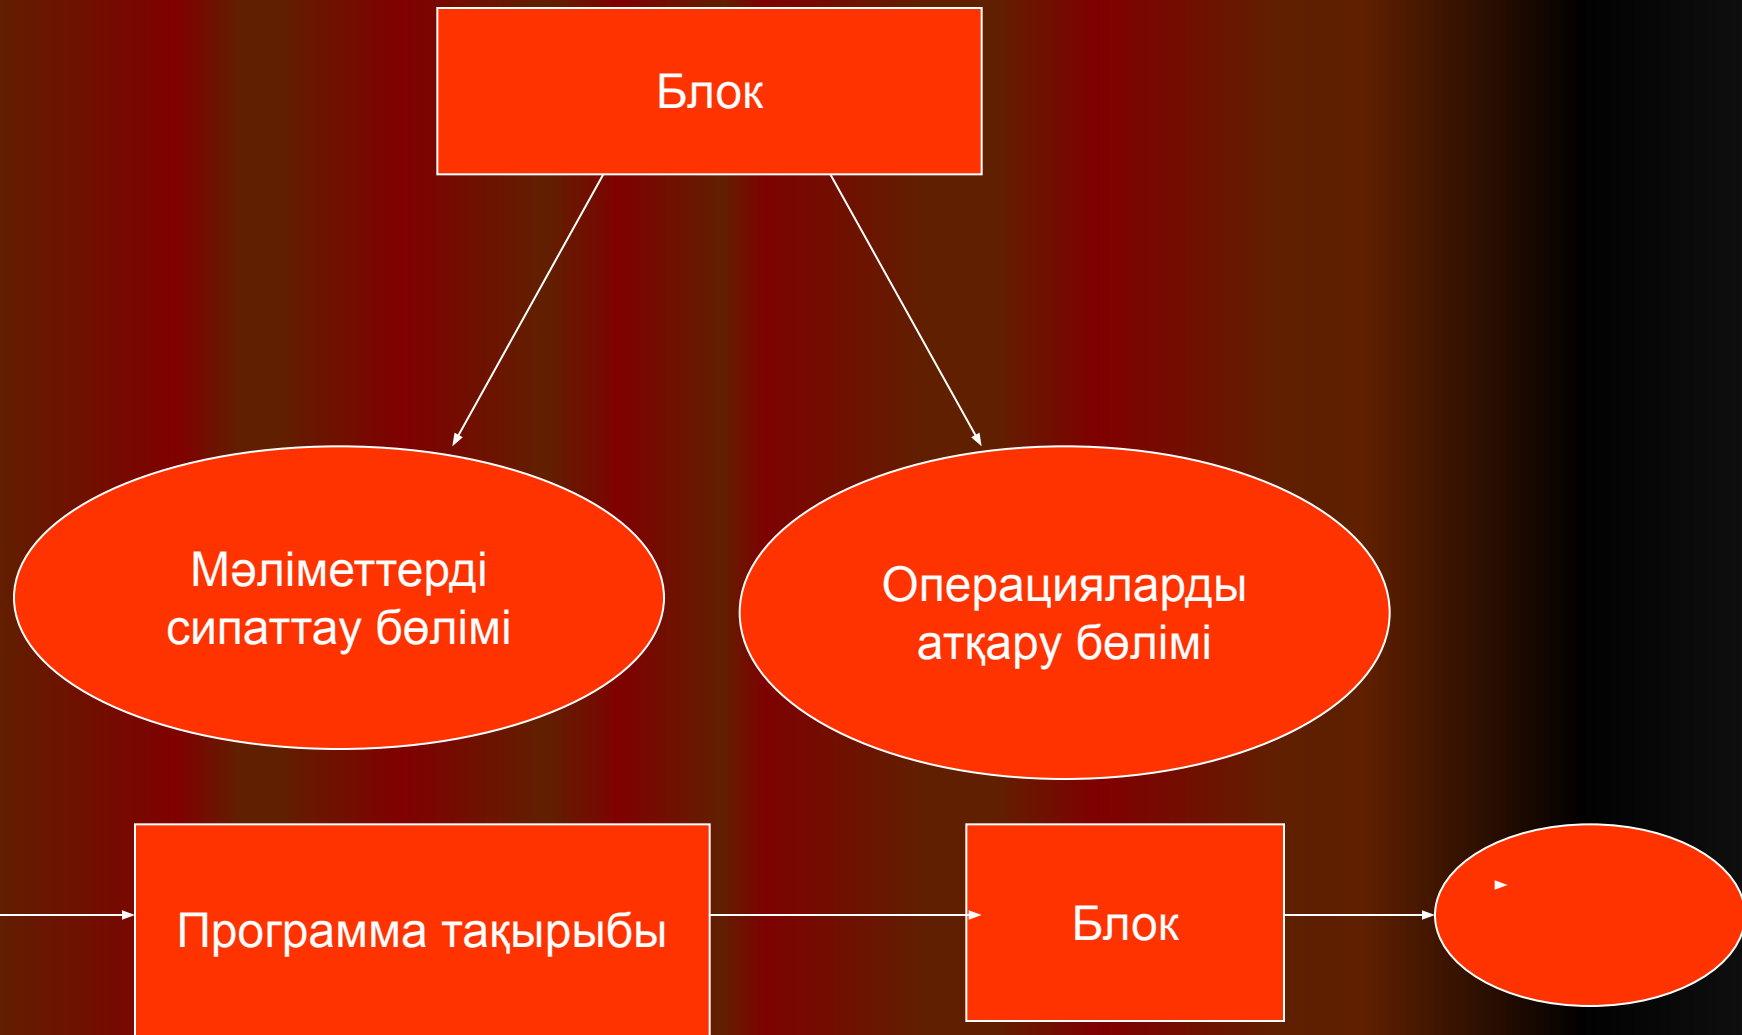 Блок
Мәліметтерді
сипаттау бөлімі
Операцияларды
атқару бөлімі
Программа тақырыбы
Блок